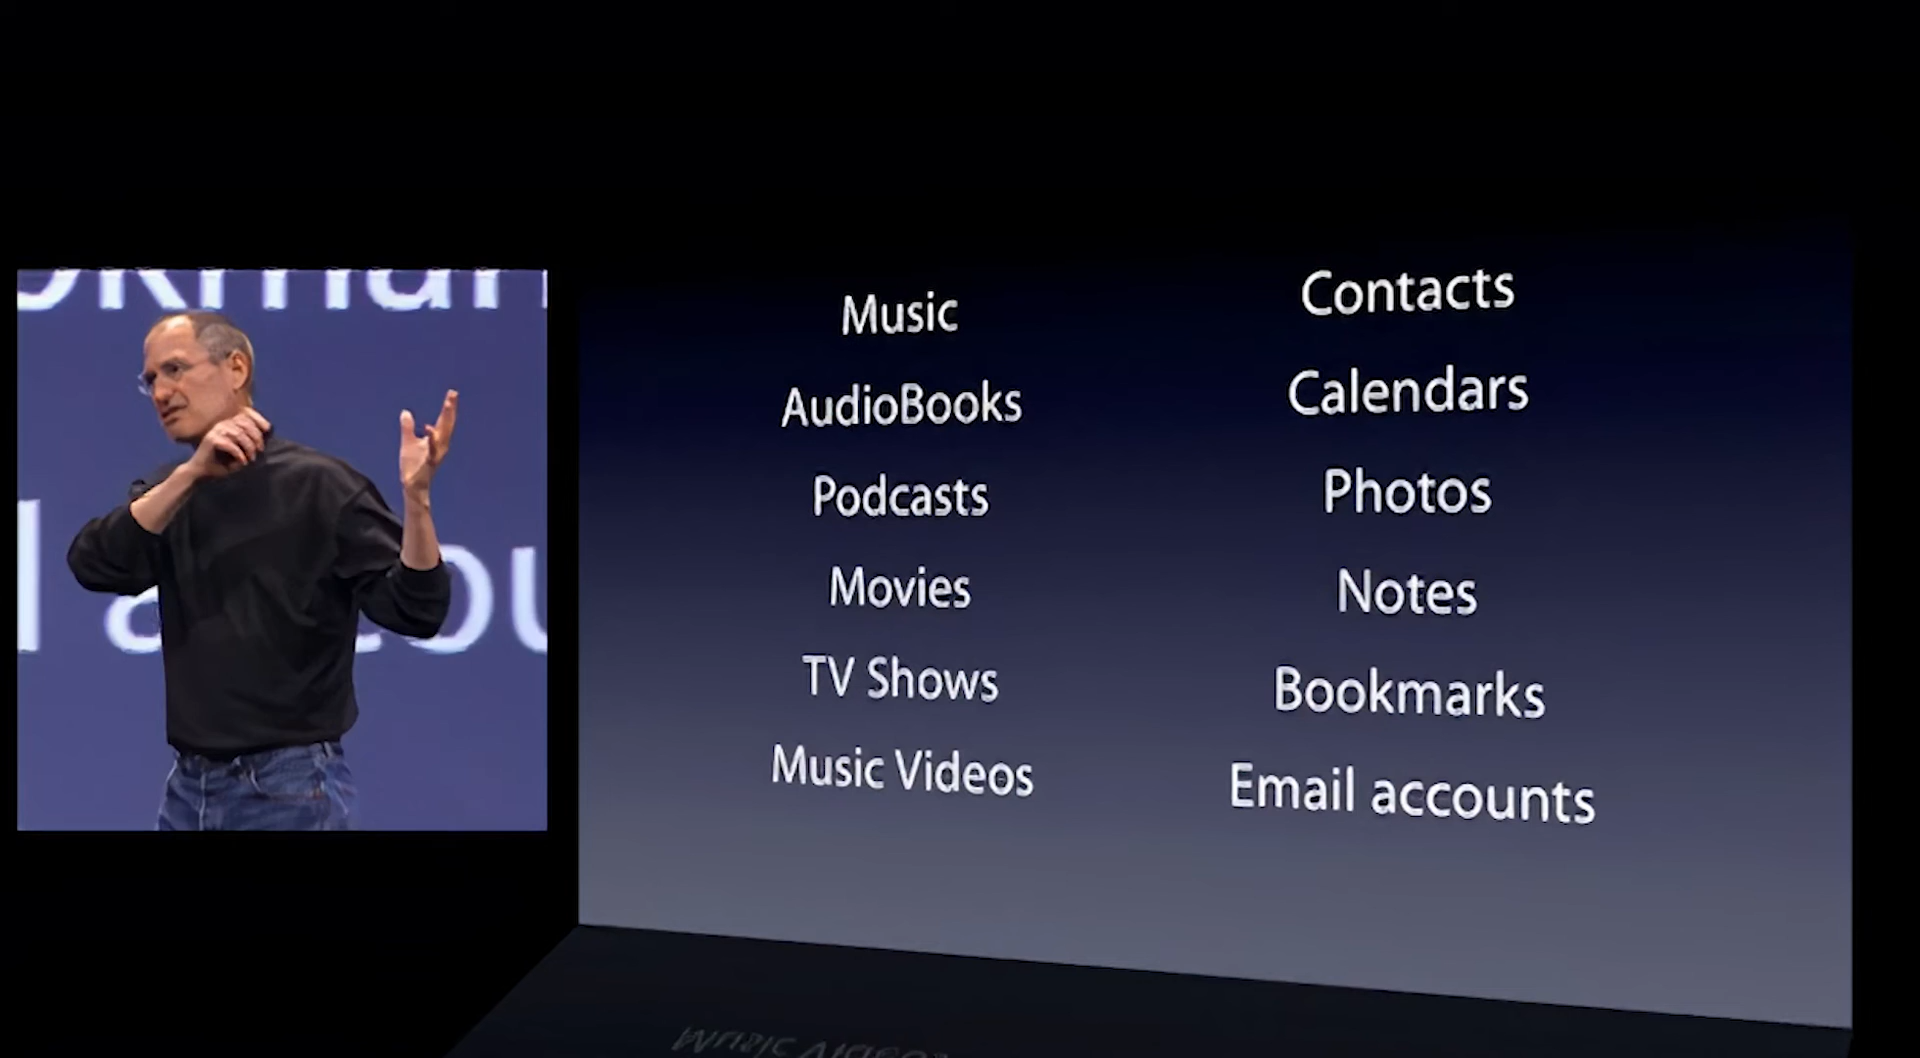 Music
AudioBooks
Podcasts
Movies
TV Shows
Music Videos
Contacts
Calendars
Photos
Notes
Bookmarks
Email accounts